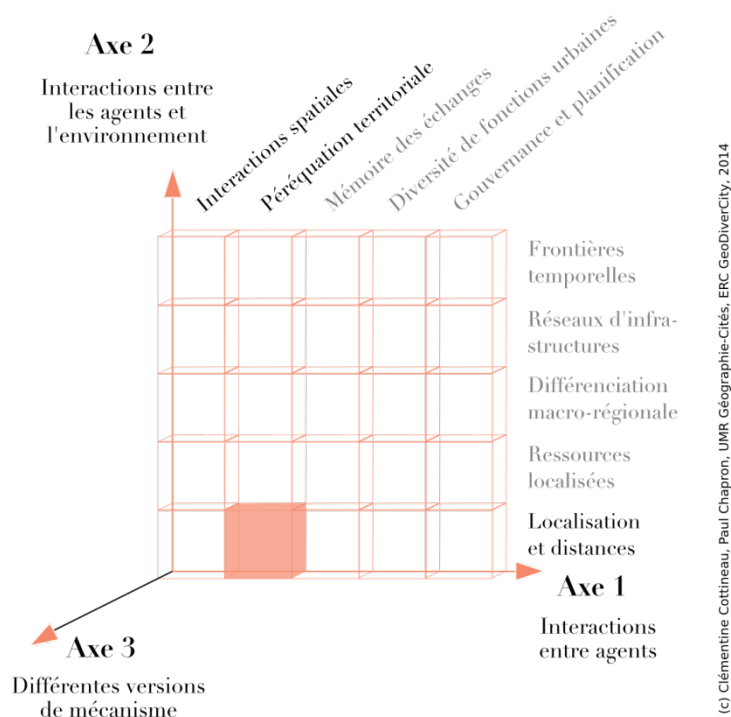 Axe 2
Interactions entre
les agents et
l'environnement
Interactions spatiales
Péréquation territoriale
Mémoire des échanges
Diversité de fonctions urbaines
Gouvernance et planification
Frontières
temporelles
Réseaux d'infra-
structures
Différenciation
macro-régionale
Ressources
localisées
Localisation
et distances
Axe 1
Interactions
entre agents
Axe 3
Différentes versions
de mécanisme
(c) Clémentine Cottineau, Paul Chapron, UMR Géographie-Cités, ERC GeoDiverCity, 2014